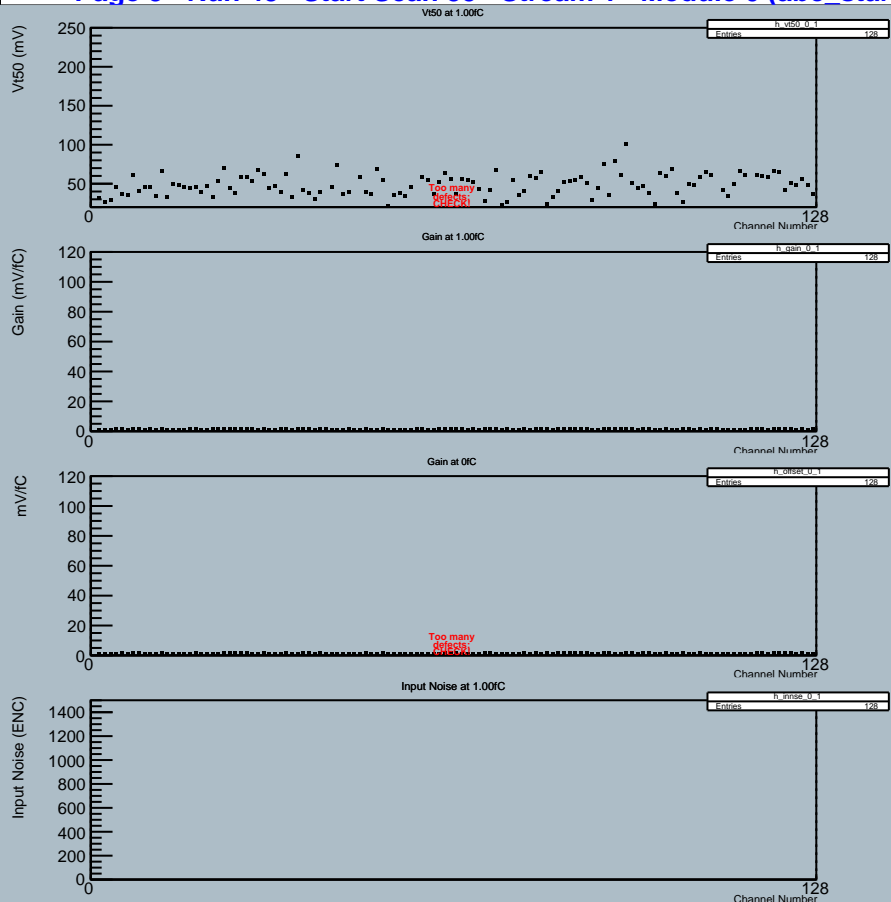 Vt50 at 1.00fC
h_vt50_0_1
Entries 128
Vt50 (mV)
250
200
150
100
50
Too many
defects:
CHECK!
0
128
Channel Number
Gain at 1.00fC
h_gain_0_1
Entries 128
Gain (mV/fC)
120
100
80
60
40
20
0
0
128
Channel Number
Gain at 0fC
h_offset_0_1
Entries 128
mV/fC
120
100
80
60
40
20
Too many
defects:
CHECK!
0
0
128
Channel Number
Input Noise at 1.00fC
h_innse_0_1
Entries 128
Input Noise (ENC)
1400
1200
1000
800
600
400
200
0
0
128
Channel Number